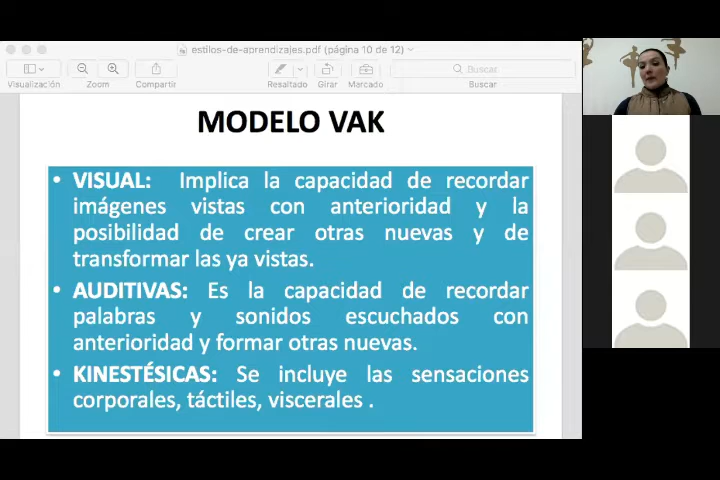 estilos-de-aprendizajes.pdf (página 10 de 12)
Visualización Zoom Compartir Resaltado Girar Marcado Buscar
Buscar
MODELO VAK
• VISUAL: Implica la capacidad de recordar
imágenes vistas con anterioridad y la
posibilidad de crear otras nuevas y de
transformar las ya vistas.
• AUDITIVAS: Es la capacidad de recordar
palabras y sonidos escuchados con
anterioridad y formar otras nuevas.
• KINESTÉSICAS: Se incluye las sensaciones
corporales, táctiles, viscerales .